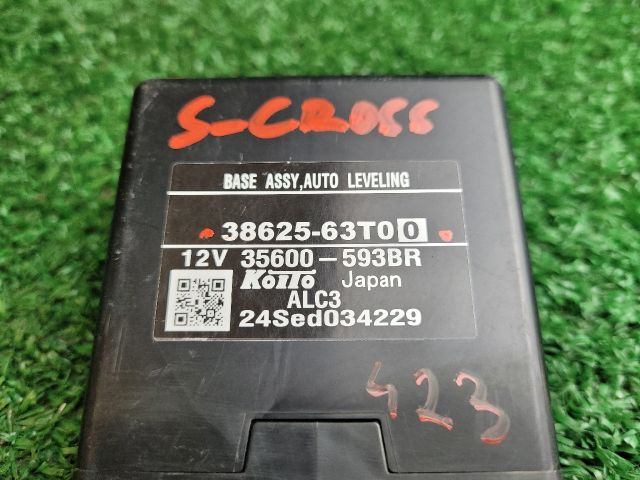 S-CROSS
BASE ASSY,AUTO LEVELING
38625-63T00
12V 35600-593BR
KOITO Japan
ALC3
24Sed034229
423